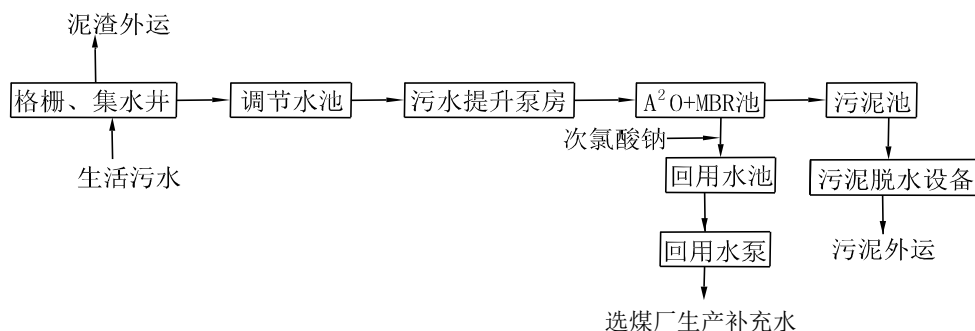 泥渣外运
格栅、集水井
调节水池
污水提升泵房
A²O+MBR池
污泥池
生活污水
次氯酸钠
回用水池
污泥脱水设备
回用水泵
污泥外运
选煤厂生产补充水